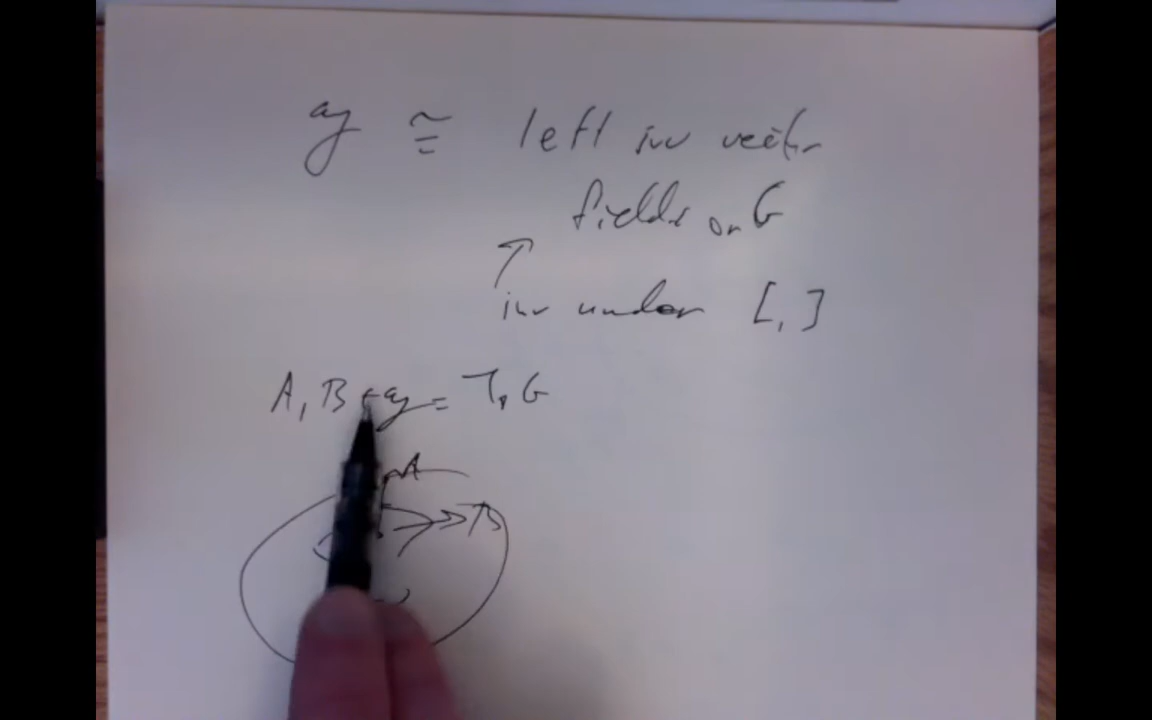 𝔤 ≅ left inv vector
fields on G
↑
inv under [,]
A, B ∈ 𝔤 = T₁G
A
B